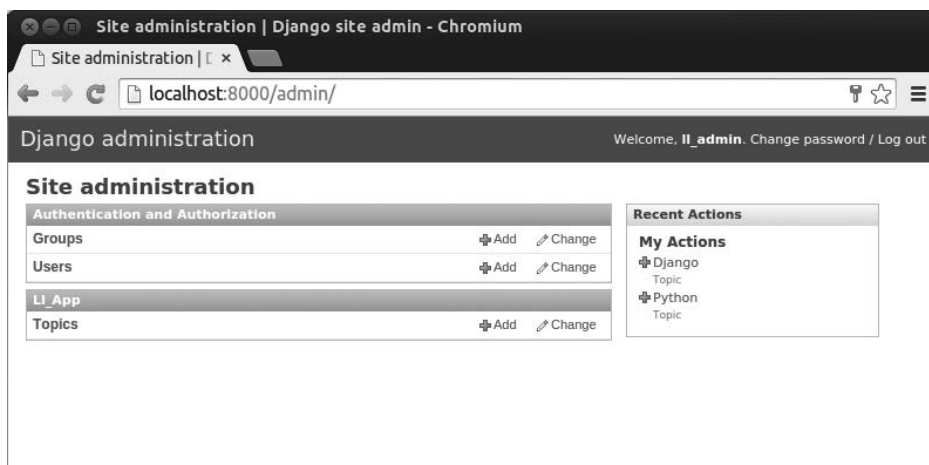 Site administration | Django site admin - Chromium
Site administration |
localhost:8000/admin/
Django administration
Welcome, ll_admin. Change password / Log out
Site administration
Authentication and Authorization
Groups Add Change
Users Add Change
Ll_App
Topics Add Change
Recent Actions
My Actions
Django
Topic
Python
Topic